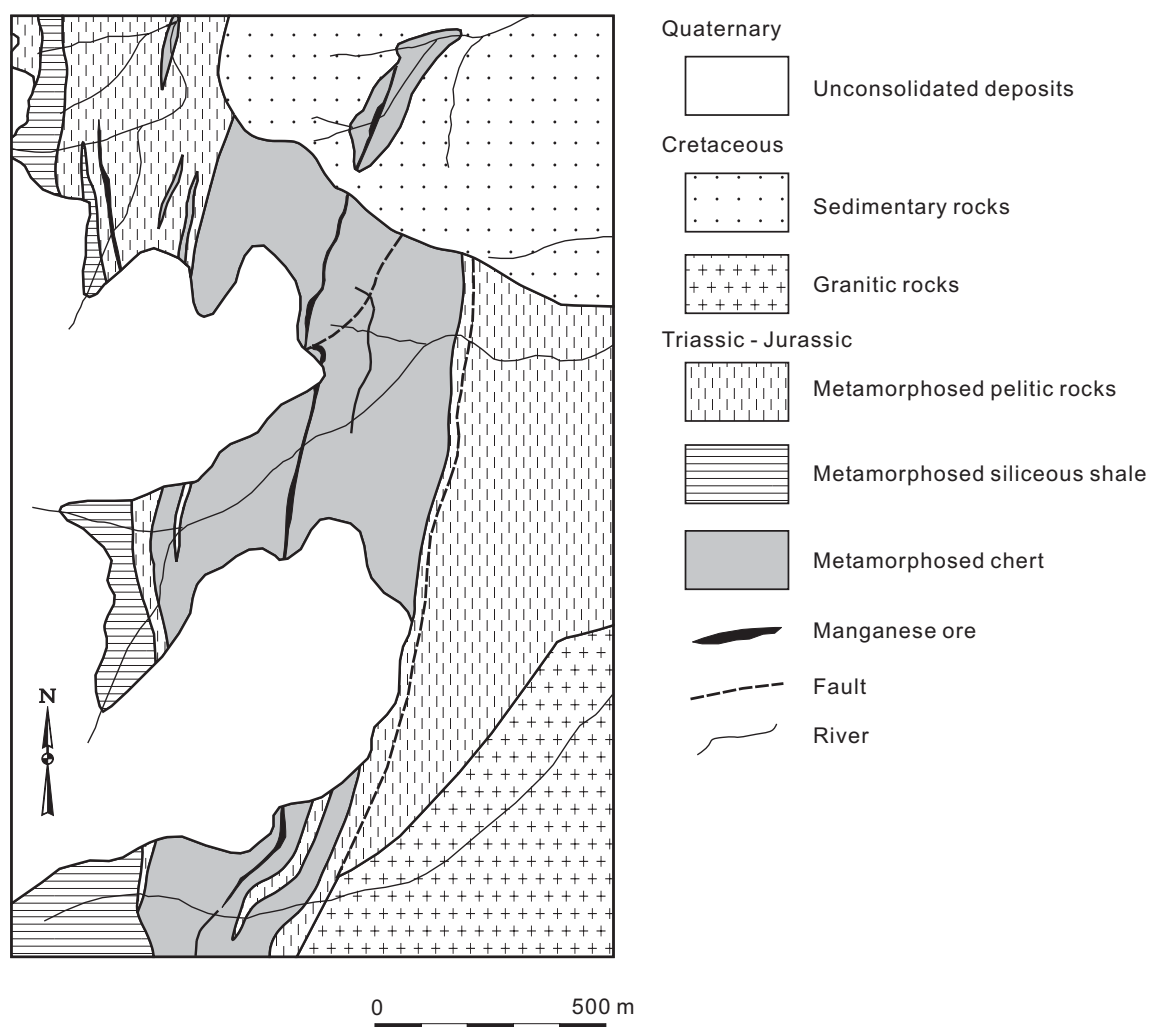 Quaternary
Unconsolidated deposits
Cretaceous
Sedimentary rocks
Granitic rocks
Triassic - Jurassic
Metamorphosed pelitic rocks
Metamorphosed siliceous shale
Metamorphosed chert
Manganese ore
Fault
River
N
0 500 m